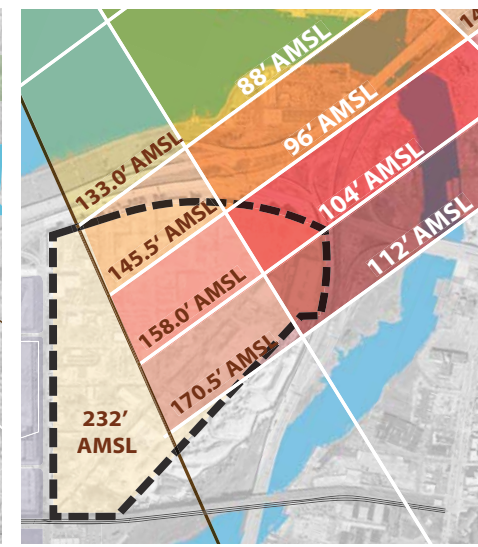 14
88' AMSL
96' AMSL
133.0' AMSL
104' AMSL
145.5' AMSL
112' AMSL
158.0' AMSL
170.5' AMSL
232'
AMSL